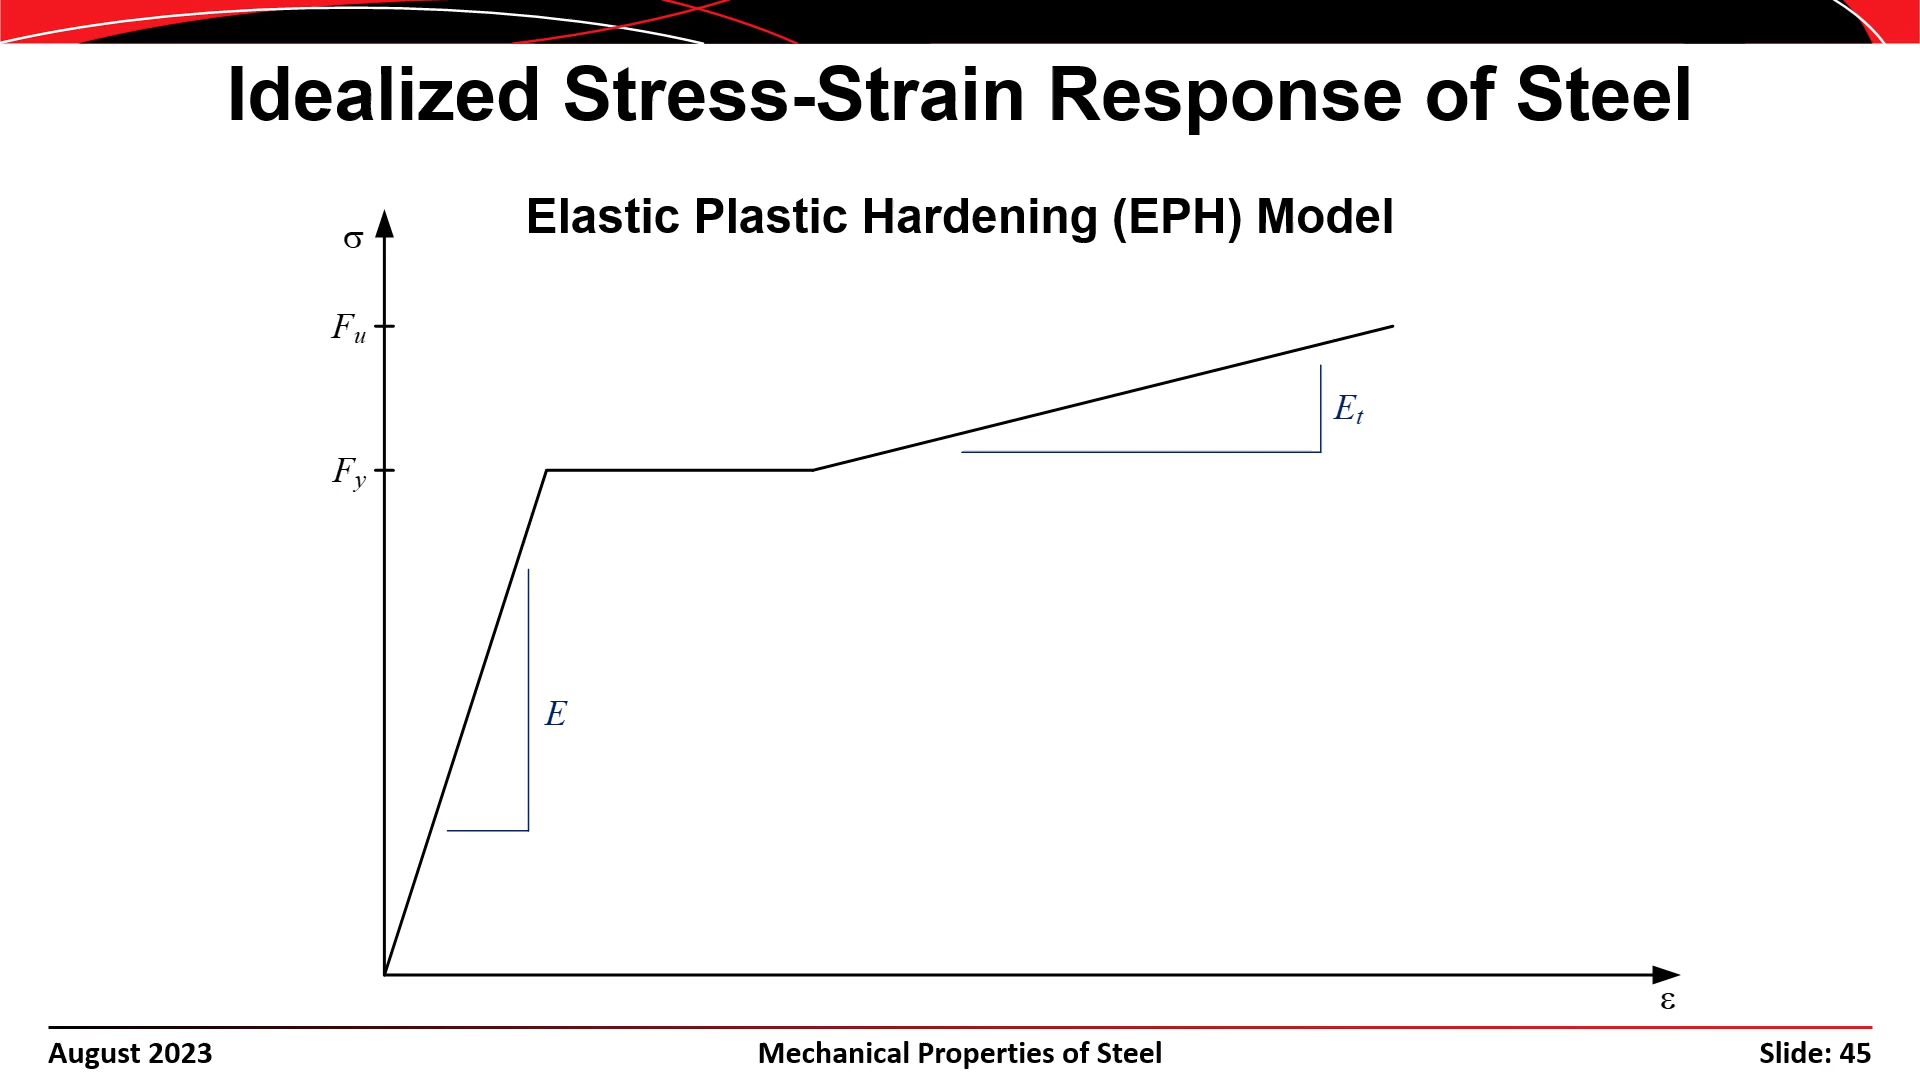 Idealized Stress-Strain Response of Steel
Elastic Plastic Hardening (EPH) Model
σ
Fu
Et
Fy
E
ε
August 2023
Mechanical Properties of Steel
Slide: 45